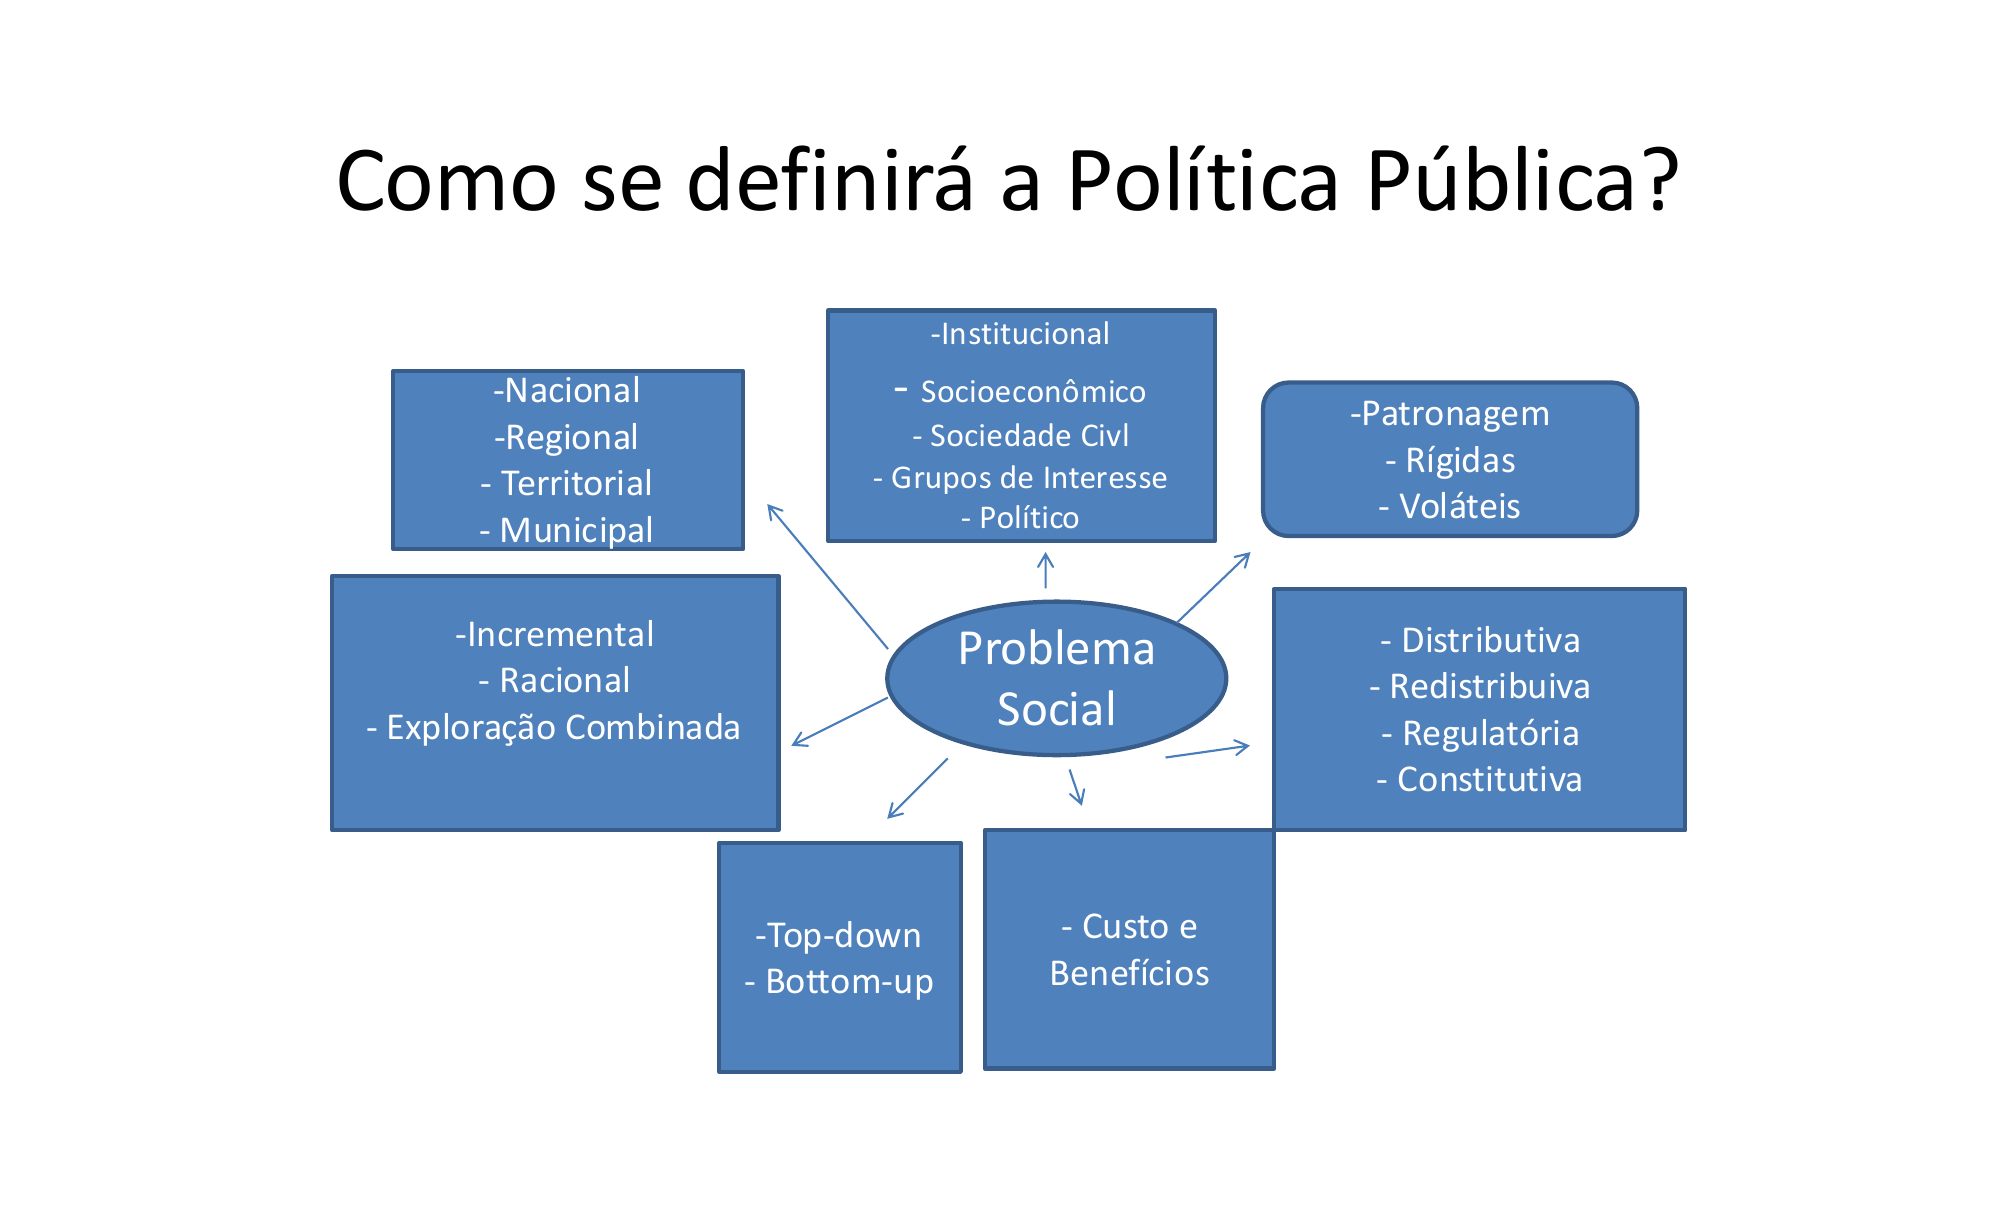 Como se definirá a Política Pública?
-Institucional
- Socioeconômico
- Sociedade Civl
- Grupos de Interesse
- Político
-Nacional
-Regional
- Territorial
- Municipal
-Patronagem
- Rígidas
- Voláteis
-Incremental
- Racional
- Exploração Combinada
Problema
Social
- Distributiva
- Redistribuiva
- Regulatória
- Constitutiva
-Top-down
- Bottom-up
- Custo e
Benefícios